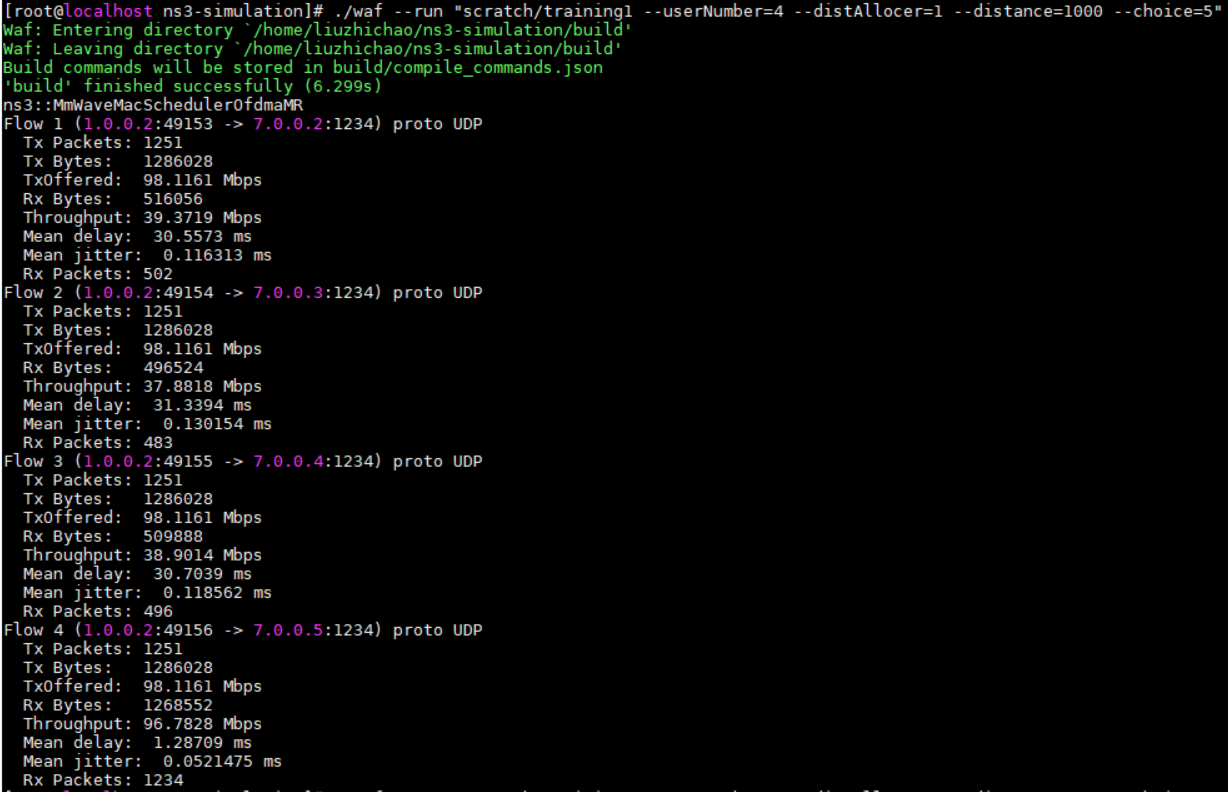 [root@localhost ns3-simulation]# ./waf --run "scratch/training1 --userNumber=4 --distAllocer=1 --distance=1000 --choice=5"
Waf: Entering directory `/home/liuzhichao/ns3-simulation/build'
Waf: Leaving directory `/home/liuzhichao/ns3-simulation/build'
Build commands will be stored in build/compile_commands.json
'build' finished successfully (6.299s)
ns3::MmWaveMacSchedulerOfdmaMR
Flow 1 (1.0.0.2:49153 -> 7.0.0.2:1234) proto UDP
  Tx Packets: 1251
  Tx Bytes:   1286028
  TxOffered:  98.1161 Mbps
  Rx Bytes:   516056
  Throughput: 39.3719 Mbps
  Mean delay:  30.5573 ms
  Mean jitter:  0.116313 ms
  Rx Packets: 502
Flow 2 (1.0.0.2:49154 -> 7.0.0.3:1234) proto UDP
  Tx Packets: 1251
  Tx Bytes:   1286028
  TxOffered:  98.1161 Mbps
  Rx Bytes:   496524
  Throughput: 37.8818 Mbps
  Mean delay:  31.3394 ms
  Mean jitter:  0.130154 ms
  Rx Packets: 483
Flow 3 (1.0.0.2:49155 -> 7.0.0.4:1234) proto UDP
  Tx Packets: 1251
  Tx Bytes:   1286028
  TxOffered:  98.1161 Mbps
  Rx Bytes:   509888
  Throughput: 38.9014 Mbps
  Mean delay:  30.7039 ms
  Mean jitter:  0.118562 ms
  Rx Packets: 496
Flow 4 (1.0.0.2:49156 -> 7.0.0.5:1234) proto UDP
  Tx Packets: 1251
  Tx Bytes:   1286028
  TxOffered:  98.1161 Mbps
  Rx Bytes:   1268552
  Throughput: 96.7828 Mbps
  Mean delay:  1.28709 ms
  Mean jitter:  0.0521475 ms
  Rx Packets: 1234